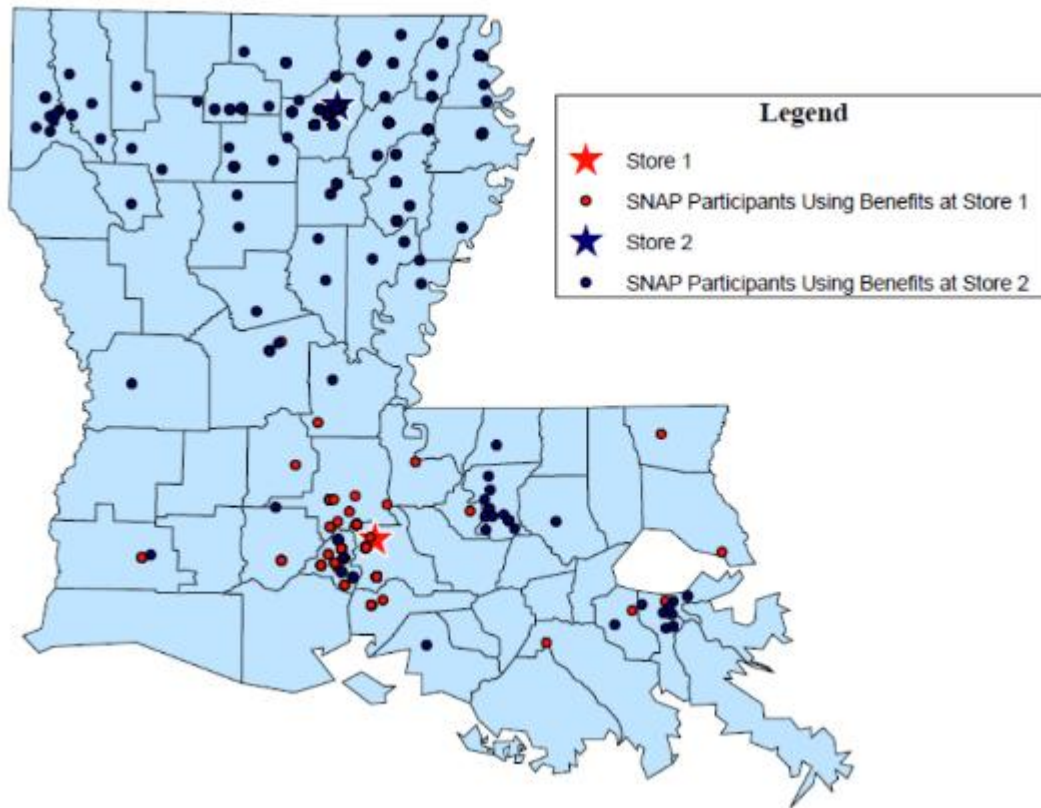 Legend
Store 1
SNAP Participants Using Benefits at Store 1
Store 2
SNAP Participants Using Benefits at Store 2